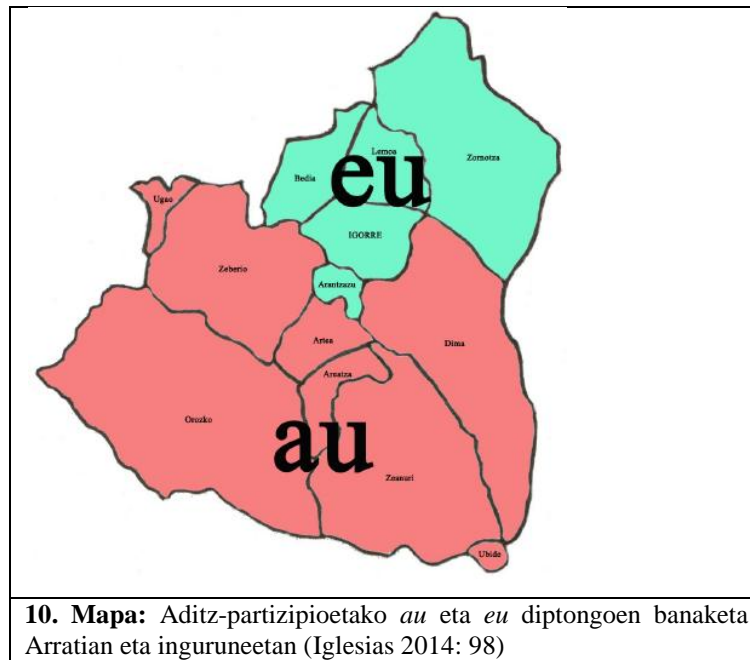 Lemoa
Zornotza
Bedia
eu
Ugao
IGORRE
Zeberio
Arantzazu
Artea
Dima
Areatza
Orozko
au
Zeanuri
Ubide
10. Mapa: Aditz-partizipioetako au eta eu diptongoen banaketa
Arratian eta inguruneetan (Iglesias 2014: 98)